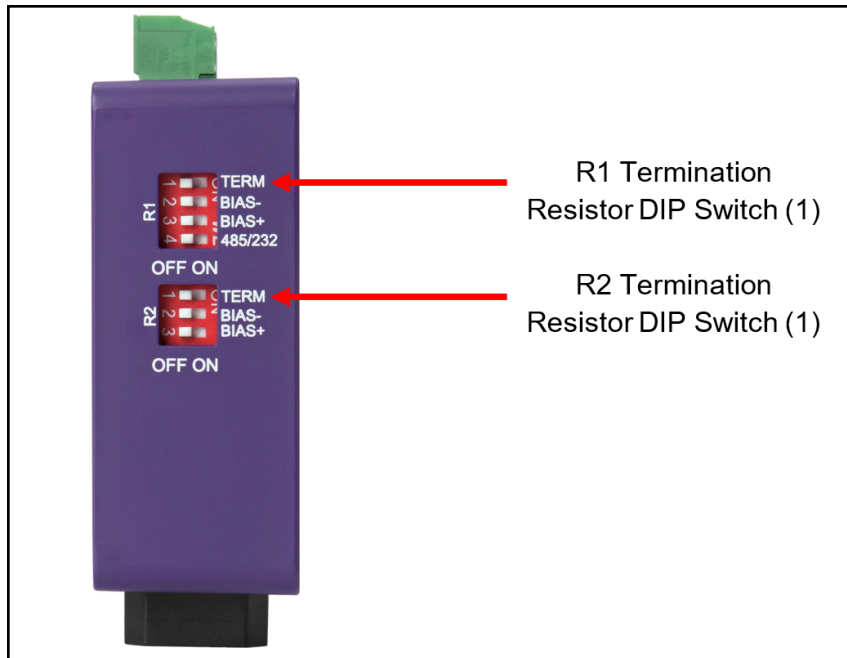 R1
1 TERM
2 BIAS-
3 BIAS+
4 485/232
OFF ON
R2
1 TERM
2 BIAS-
3 BIAS+
OFF ON
R1 Termination
Resistor DIP Switch (1)
R2 Termination
Resistor DIP Switch (1)